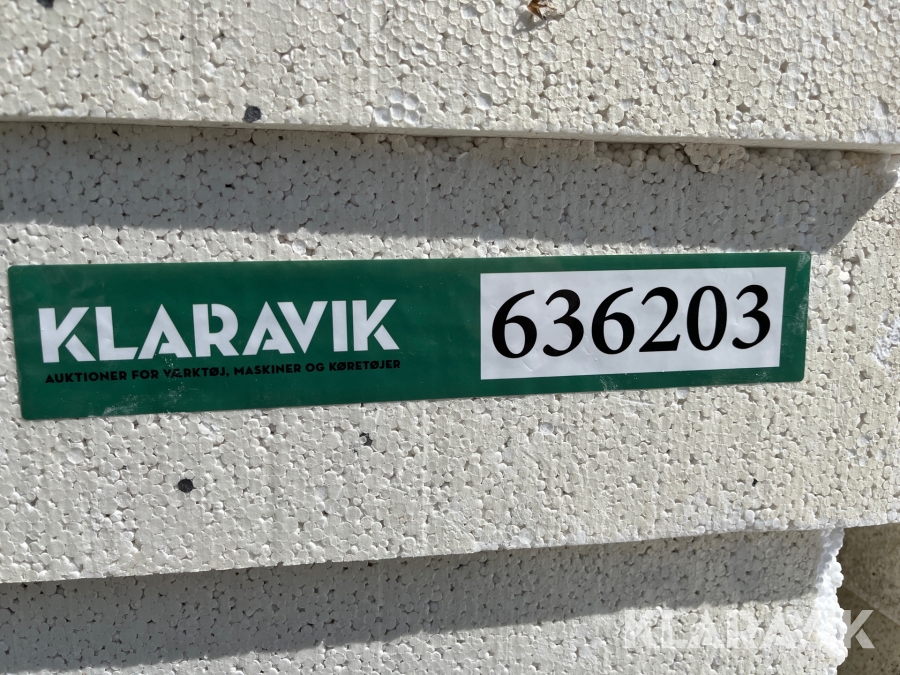 KLARAVIK
AUKTIONER FOR VÆRKTØJ, MASKINER OG KØRETØJER
636203
KLARAVIK